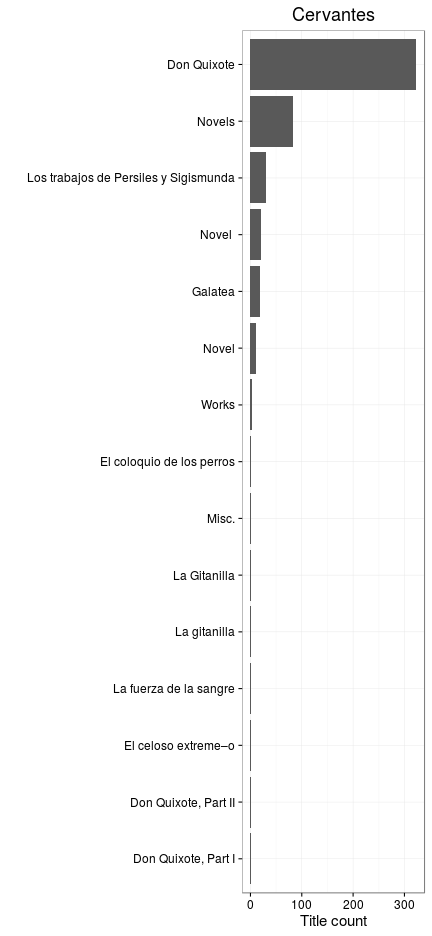 Cervantes
Don Quixote
Novels
Los trabajos de Persiles y Sigismunda
Novel
Galatea
Novel
Works
El coloquio de los perros
Misc.
La Gitanilla
La gitanilla
La fuerza de la sangre
El celoso extreme–o
Don Quixote, Part II
Don Quixote, Part I
0 100 200 300
Title count